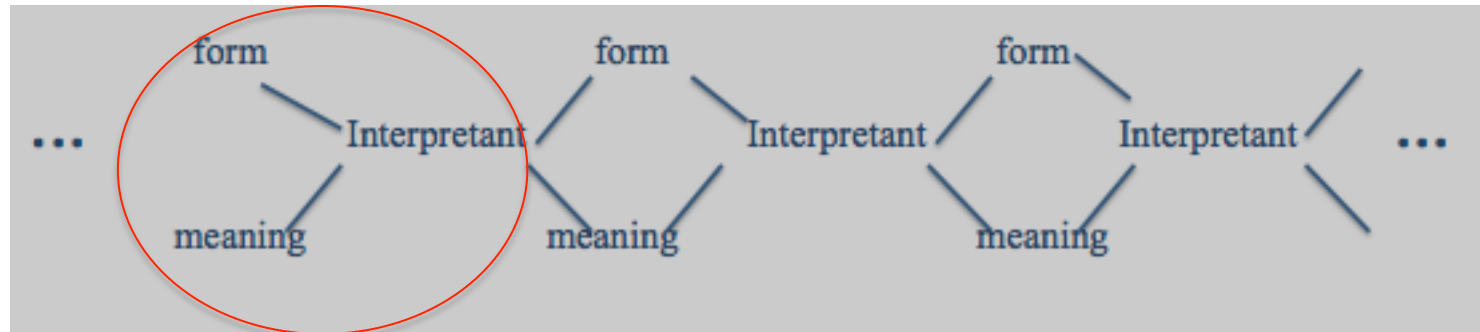 form form form
... Interpretant Interpretant Interpretant ...
meaning meaning meaning